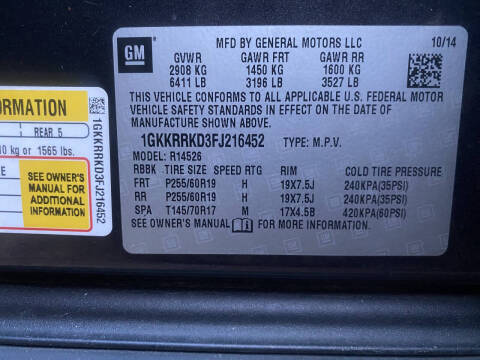 GM
MFD BY GENERAL MOTORS LLC 10/14
GVWR GAWR FRT GAWR RR
2908 KG 1450 KG 1600 KG
6411 LB 3196 LB 3527 LB
THIS VEHICLE CONFORMS TO ALL APPLICABLE U.S. FEDERAL MOTOR
VEHICLE SAFETY STANDARDS IN EFFECT ON THE DATE OF
MANUFACTURE SHOWN ABOVE.
1GKKRRKD3FJ216452 TYPE: M.P.V.
MODEL: R14526
RBBK TIRE SIZE SPEED RTG RIM COLD TIRE PRESSURE
FRT P255/60R19 H 19X7.5J 240KPA(35PSI)
RR P255/60R19 H 19X7.5J 240KPA(35PSI)
SPA T145/70R17 M 17X4.5B 420KPA(60PSI)
SEE OWNER'S MANUAL FOR MORE INFORMATION.
ORMATION
REAR 5
0 kg or 1565 lbs.
SEE OWNER'S
MANUAL FOR
ADDITIONAL
INFORMATION
1GKKRRKD3FJ216452